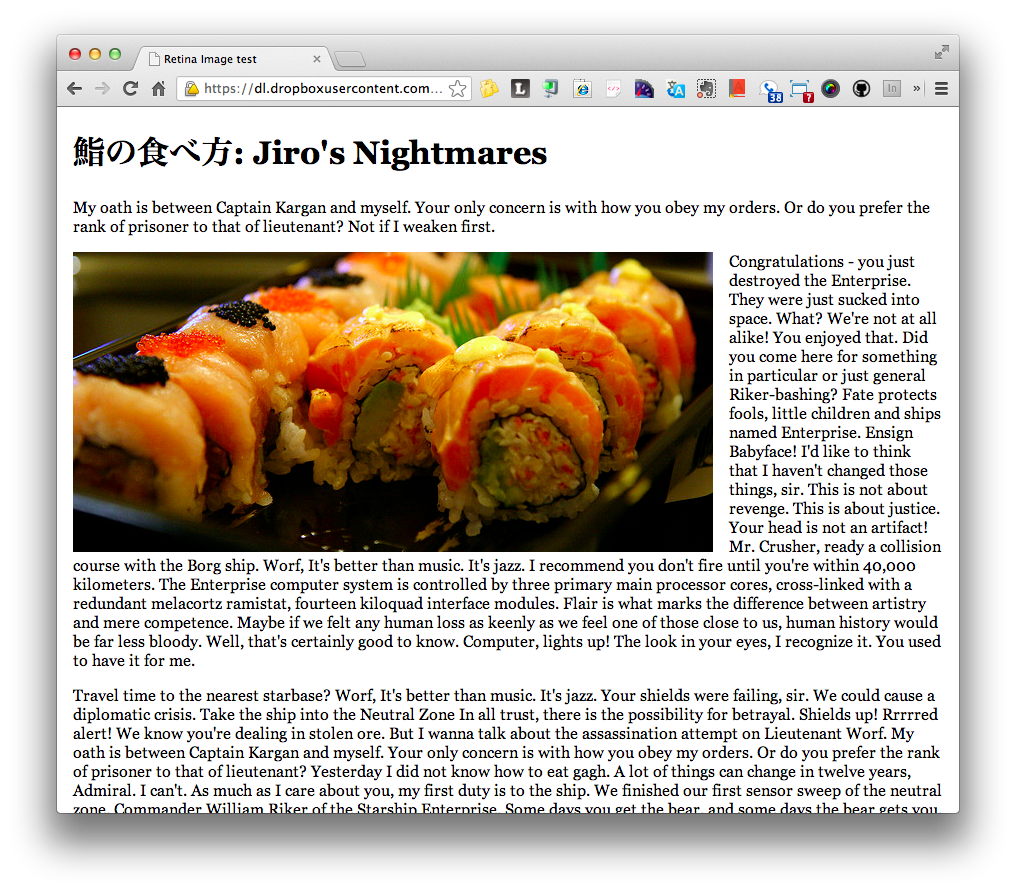 Retina Image test
https://dl.dropboxusercontent.com...
L
38
?
in
»
鮨の食べ方: Jiro's Nightmares
My oath is between Captain Kargan and myself. Your only concern is with how you obey my orders. Or do you prefer the
rank of prisoner to that of lieutenant? Not if I weaken first.
Congratulations - you just
destroyed the Enterprise.
They were just sucked into
space. What? We're not at all
alike! You enjoyed that. Did
you come here for something
in particular or just general
Riker-bashing? Fate protects
fools, little children and ships
named Enterprise. Ensign
Babyface! I'd like to think
that I haven't changed those
things, sir. This is not about
revenge. This is about justice.
Your head is not an artifact!
Mr. Crusher, ready a collision
course with the Borg ship. Worf, It's better than music. It's jazz. I recommend you don't fire until you're within 40,000
kilometers. The Enterprise computer system is controlled by three primary main processor cores, cross-linked with a
redundant melacortz ramistat, fourteen kiloquad interface modules. Flair is what marks the difference between artistry
and mere competence. Maybe if we felt any human loss as keenly as we feel one of those close to us, human history would
be far less bloody. Well, that's certainly good to know. Computer, lights up! The look in your eyes, I recognize it. You used
to have it for me.
Travel time to the nearest starbase? Worf, It's better than music. It's jazz. Your shields were failing, sir. We could cause a
diplomatic crisis. Take the ship into the Neutral Zone In all trust, there is the possibility for betrayal. Shields up! Rrrrred
alert! We know you're dealing in stolen ore. But I wanna talk about the assassination attempt on Lieutenant Worf. My
oath is between Captain Kargan and myself. Your only concern is with how you obey my orders. Or do you prefer the rank
of prisoner to that of lieutenant? Yesterday I did not know how to eat gagh. A lot of things can change in twelve years,
Admiral. I can't. As much as I care about you, my first duty is to the ship. We finished our first sensor sweep of the neutral
zone. Commander William Riker of the Starship Enterprise. Some days you get the bear, and some days the bear gets you